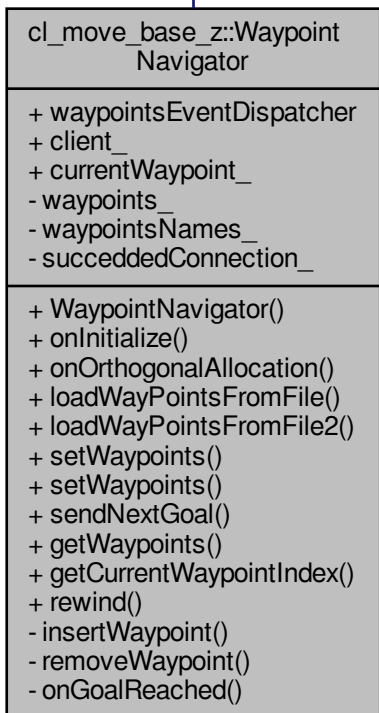 cl_move_base_z::Waypoint
Navigator
+ waypointsEventDispatcher
+ client_
+ currentWaypoint_
- waypoints_
- waypointsNames_
- succeddedConnection_
+ WaypointNavigator()
+ onInitialize()
+ onOrthogonalAllocation()
+ loadWayPointsFromFile()
+ loadWayPointsFromFile2()
+ setWaypoints()
+ setWaypoints()
+ sendNextGoal()
+ getWaypoints()
+ getCurrentWaypointIndex()
+ rewind()
- insertWaypoint()
- removeWaypoint()
- onGoalReached()